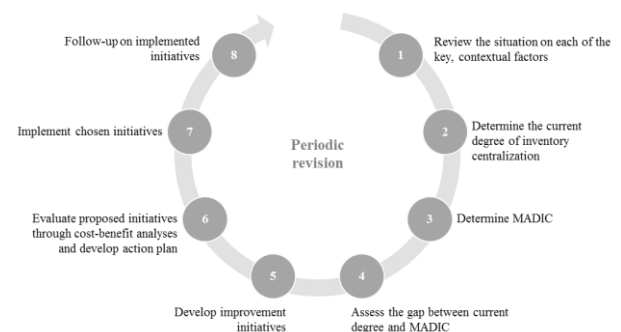 1
Review the situation on each of the
key, contextual factors
2
Determine the current
degree of inventory
centralization
3
Determine MADIC
4
Assess the gap between current
degree and MADIC
5
Develop improvement
initiatives
6
Evaluate proposed initiatives
through cost-benefit analyses
and develop action plan
7
Implement chosen initiatives
8
Follow-up on implemented
initiatives
Periodic
revision